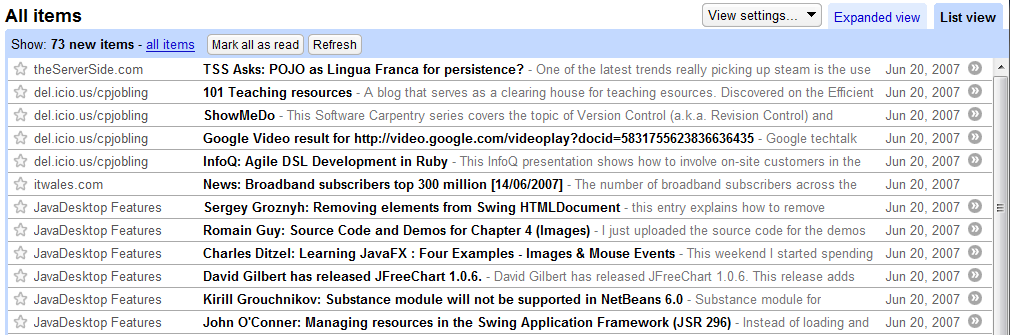 All items View settings... Expanded view List view
Show: 73 new items - all items Mark all as read Refresh
theServerSide.com TSS Asks: POJO as Lingua Franca for persistence? - One of the latest trends really picking up steam is the use Jun 20, 2007
del.icio.us/cpjobling 101 Teaching resources - A blog that serves as a clearing house for teaching esources. Discovered on the Efficient Jun 20, 2007
del.icio.us/cpjobling ShowMeDo - This Software Carpentry series covers the topic of Version Control (a.k.a. Revision Control) and Jun 20, 2007
del.icio.us/cpjobling Google Video result for http://video.google.com/videoplay?docid=5831755623836636435 - Google techtalk Jun 20, 2007
del.icio.us/cpjobling InfoQ: Agile DSL Development in Ruby - This InfoQ presentation shows how to involve on-site customers in the Jun 20, 2007
itwales.com News: Broadband subscribers top 300 million [14/06/2007] - The number of broadband subscribers across the Jun 20, 2007
JavaDesktop Features Sergey Groznyh: Removing elements from Swing HTMLDocument - this entry explains how to remove Jun 20, 2007
JavaDesktop Features Romain Guy: Source Code and Demos for Chapter 4 (Images) - I just uploaded the source code for the demos Jun 20, 2007
JavaDesktop Features Charles Ditzel: Learning JavaFX : Four Examples - Images & Mouse Events - This weekend I started spending Jun 20, 2007
JavaDesktop Features David Gilbert has released JFreeChart 1.0.6. - David Gilbert has released JFreeChart 1.0.6. This release adds Jun 20, 2007
JavaDesktop Features Kirill Grouchnikov: Substance module will not be supported in NetBeans 6.0 - Substance module for Jun 20, 2007
JavaDesktop Features John O'Conner: Managing resources in the Swing Application Framework (JSR 296) - Instead of loading and Jun 20, 2007